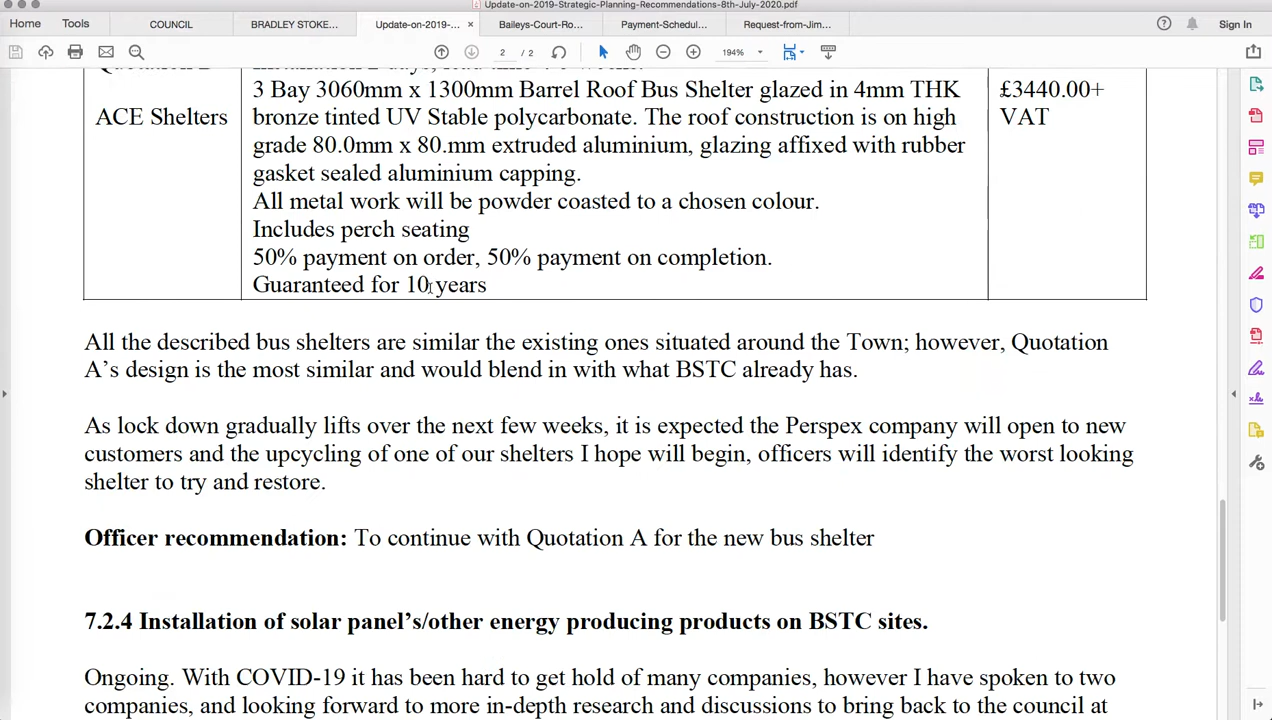 Update-on-2019-Strategic-Planning-Recommendations-8th-July-2020.pdf
Home Tools COUNCIL BRADLEY STOKE... Update-on-2019-... × Baileys-Court-Ro... Payment-Schedul... Request-from-Jim... Sign In
2 / 2 194%
3 Bay 3060mm x 1300mm Barrel Roof Bus Shelter glazed in 4mm THK £3440.00+
ACE Shelters bronze tinted UV Stable polycarbonate. The roof construction is on high VAT
grade 80.0mm x 80.mm extruded aluminium, glazing affixed with rubber
gasket sealed aluminium capping.
All metal work will be powder coasted to a chosen colour.
Includes perch seating
50% payment on order, 50% payment on completion.
Guaranteed for 10 years
All the described bus shelters are similar the existing ones situated around the Town; however, Quotation
A’s design is the most similar and would blend in with what BSTC already has.
As lock down gradually lifts over the next few weeks, it is expected the Perspex company will open to new
customers and the upcycling of one of our shelters I hope will begin, officers will identify the worst looking
shelter to try and restore.
Officer recommendation: To continue with Quotation A for the new bus shelter
7.2.4 Installation of solar panel’s/other energy producing products on BSTC sites.
Ongoing. With COVID-19 it has been hard to get hold of many companies, however I have spoken to two
companies, and looking forward to more in-depth research and discussions to bring back to the council at